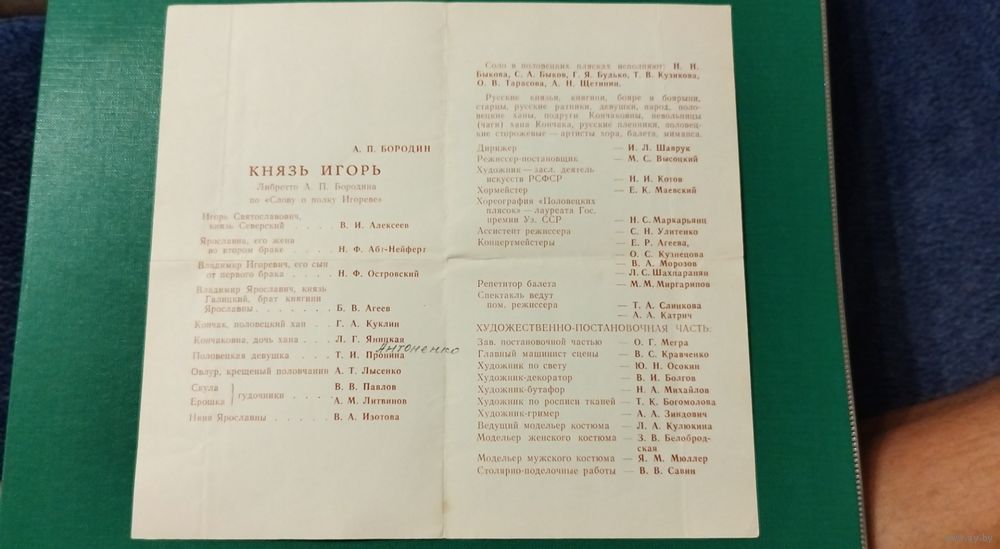 А. П. БОРОДИН
КНЯЗЬ ИГОРЬ
Либретто А. П. Бородина
по «Слову о полку Игореве»
Игорь Святославович,
князь Северский . . . . В. И. Алексеев
Ярославна, его жена
во втором браке . . . . Н. Ф. Абт-Нейферт
Владимир Игоревич, его сын
от первого брака . . . . Н. Ф. Островский
Владимир Ярославич, князь
Галицкий, брат княгини
Ярославны . . . . . . . Б. В. Агеев
Кончак, половецкий хан . . Г. А. Куклин
Кончаковна, дочь хана . . . Л. Г. Яницкая
Антоненко
Половецкая девушка . . . Т. И. Пронина
Овлур, крещеный половчанин А. Т. Лысенко
Скула
Ерошка } гудочники . . . . В. В. Павлов
А. М. Литвинов
Няня Ярославны . . . . . В. А. Изотова
Соло в половецких плясках исполняют: И. Н.
Быкова, С. А. Быков, Г. Я. Будько, Т. В. Кузикова,
О. В. Тарасова, А. Н. Щетинин.
Русские князья, княгини, бояре и боярыни,
старцы, русские ратники, девушки, народ, поло-
вецкие ханы, подруги Кончаковны, невольницы
(чаги) хана Кончака, русские пленники, половец-
кие сторожевые — артисты хора, балета, миманса.
Дирижер — И. Л. Шаврук
Режиссер-постановщик — М. С. Высоцкий
Художник — засл. деятель
искусств РСФСР — Н. И. Котов
Хормейстер — Е. К. Маевский
Хореография «Половецких
плясок» — лауреата Гос.
премии Уз. ССР — Н. С. Маркарьянц
Ассистент режиссера — С. Н. Улитенко
Концертмейстеры — Е. Р. Агеева,
— О. С. Кузнецова
— В. А. Морозов
— Л. С. Шахпаранян
Репетитор балета — М. М. Миргарипов
Спектакль ведут
пом. режиссера — Т. А. Слинкова
— А. А. Катрич
ХУДОЖЕСТВЕННО-ПОСТАНОВОЧНАЯ ЧАСТЬ:
Зав. постановочной частью — О. Г. Мегра
Главный машинист сцены — В. С. Кравченко
Художник по свету — Ю. Н. Осокин
Художник-декоратор — В. И. Болгов
Художник-бутафор — Н. А. Михайлов
Художник по росписи тканей — Т. К. Богомолова
Художник-гример — А. А. Зиндович
Ведущий модельер костюма — Л. А. Кулюкина
Модельер женского костюма — З. В. Белоброд-
ская
Модельер мужского костюма — Я. М. Мюллер
Столярно-поделочные работы — В. В. Савин
www.ay.by